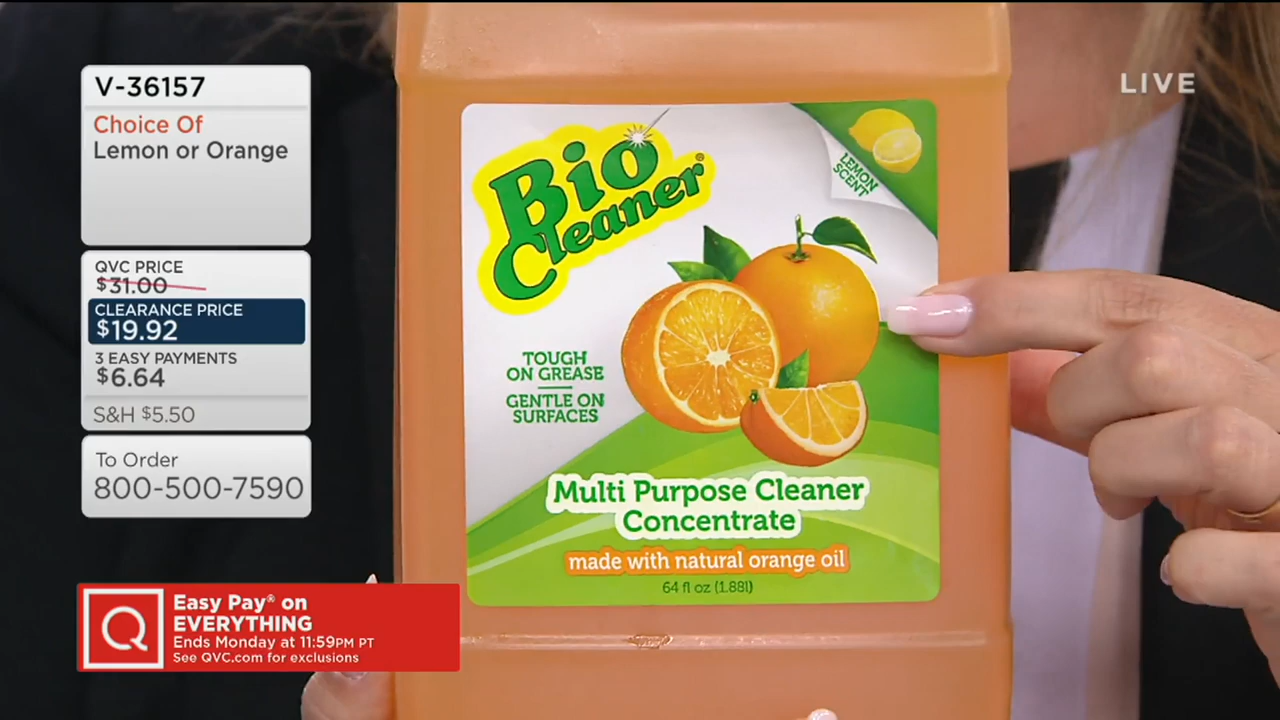 V-36157
Choice Of
Lemon or Orange
QVC PRICE
$31.00
CLEARANCE PRICE
$19.92
3 EASY PAYMENTS
$6.64
S&H $5.50
To Order
800-500-7590
Q
Easy Pay® on
EVERYTHING
Ends Monday at 11:59PM PT
See QVC.com for exclusions
LIVE
Bio
Cleaner®
LEMON
SCENT
TOUGH
ON GREASE
GENTLE ON
SURFACES
Multi Purpose Cleaner
Concentrate
made with natural orange oil
64 fl oz (1.88l)